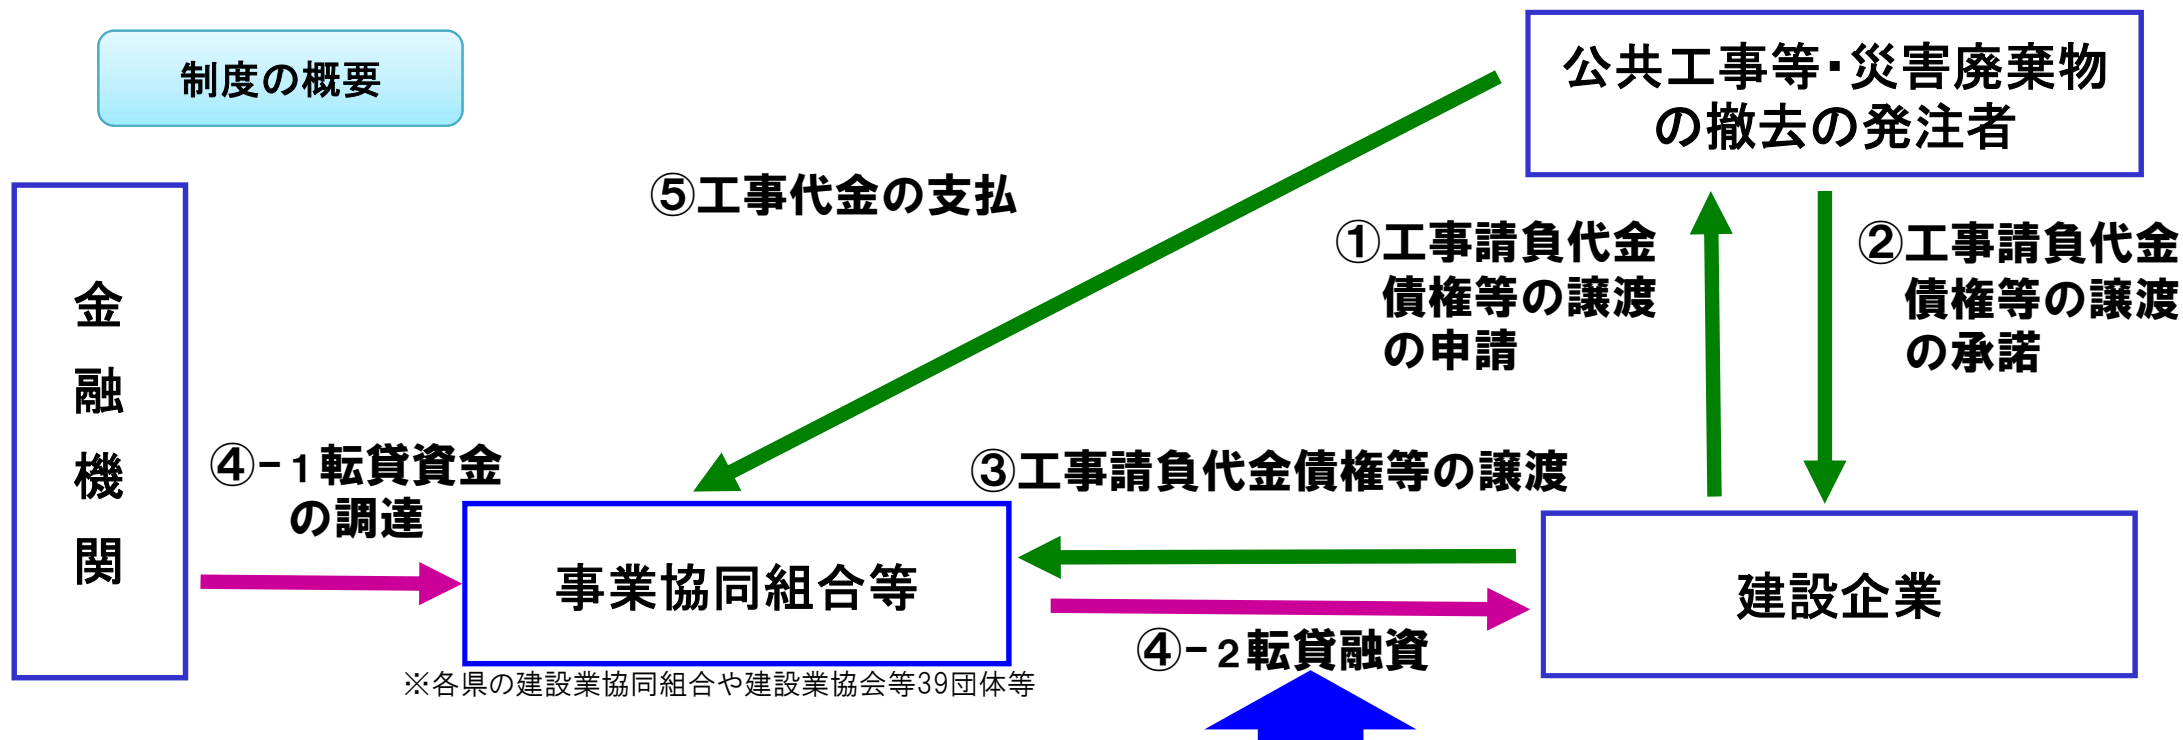 制度の概要
公共工事等・災害廃棄物
の撤去の発注者
⑤工事代金の支払
①工事請負代金
債権等の譲渡
の申請
②工事請負代金
債権等の譲渡
の承諾
金
融
機
関
④-1転貸資金
の調達
③工事請負代金債権等の譲渡
事業協同組合等
建設企業
④-2転貸融資
※各県の建設業協同組合や建設業協会等39団体等